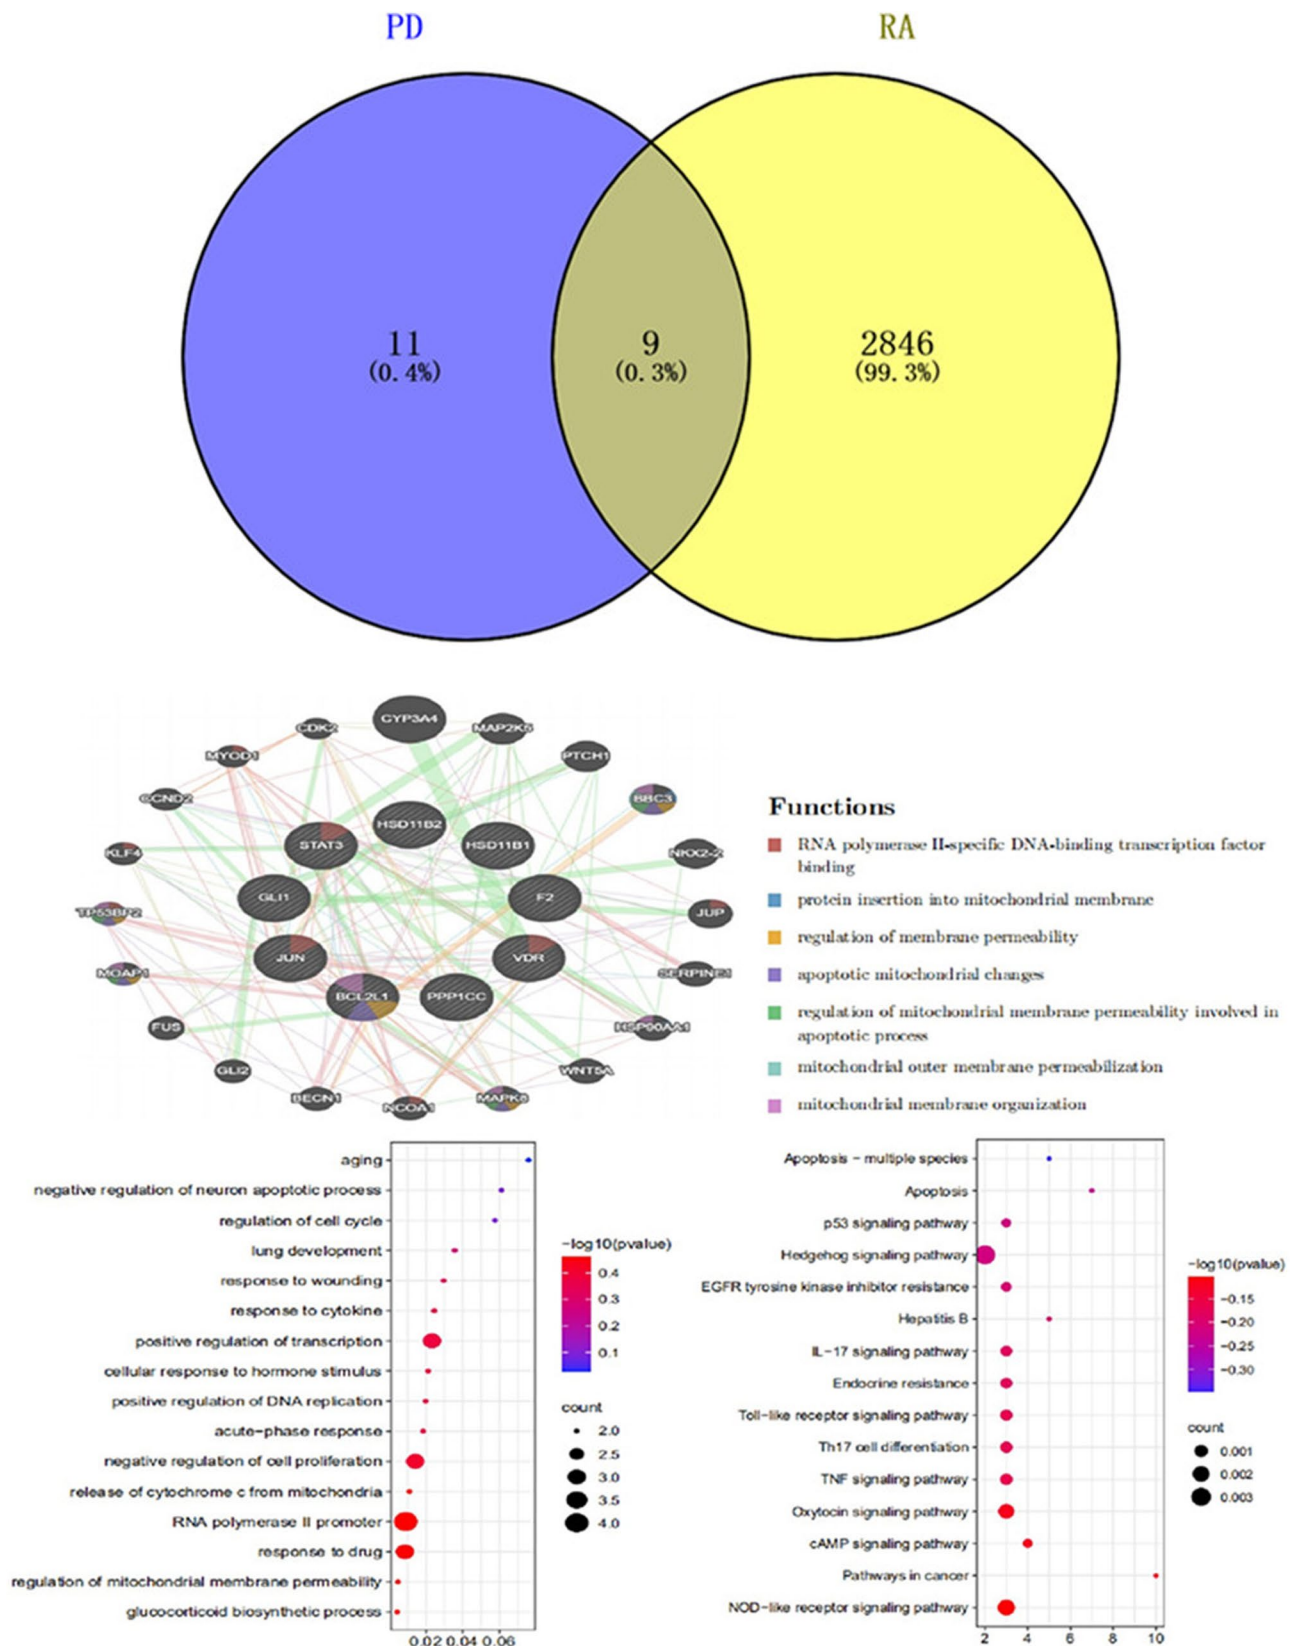 PD
RA
11
(0.4%)
9
(0.3%)
2846
(99.3%)
CYP3A4
CDK2
MAP2K5
MYOD1
PTCH1
CCND2
BBC3
HSD11B2
STAT3
HSD11B1
KLF4
NKX2-2
GLI1
F2
TP53BP2
JUP
JUN
VDR
MOAP1
SERPINE1
BCL2L1
PPP1CC
FUS
HSP90AA1
GLI2
WNT5A
BECN1
MAPK8
NCOA1
Functions
RNA polymerase II-specific DNA-binding transcription factor
binding
protein insertion into mitochondrial membrane
regulation of membrane permeability
apoptotic mitochondrial changes
regulation of mitochondrial membrane permeability involved in
apoptotic process
mitochondrial outer membrane permeabilization
mitochondrial membrane organization
aging
negative regulation of neuron apoptotic process
regulation of cell cycle
lung development
response to wounding
response to cytokine
positive regulation of transcription
cellular response to hormone stimulus
positive regulation of DNA replication
acute−phase response
negative regulation of cell proliferation
release of cytochrome c from mitochondria
RNA polymerase II promoter
response to drug
regulation of mitochondrial membrane permeability
glucocorticoid biosynthetic process
0.02 0.04 0.06
−log10(pvalue)
0.4
0.3
0.2
0.1
count
2.0
2.5
3.0
3.5
4.0
Apoptosis − multiple species
Apoptosis
p53 signaling pathway
Hedgehog signaling pathway
EGFR tyrosine kinase inhibitor resistance
Hepatitis B
IL−17 signaling pathway
Endocrine resistance
Toll−like receptor signaling pathway
Th17 cell differentiation
TNF signaling pathway
Oxytocin signaling pathway
cAMP signaling pathway
Pathways in cancer
NOD−like receptor signaling pathway
2 4 6 8 10
−log10(pvalue)
−0.15
−0.20
−0.25
−0.30
count
0.001
0.002
0.003